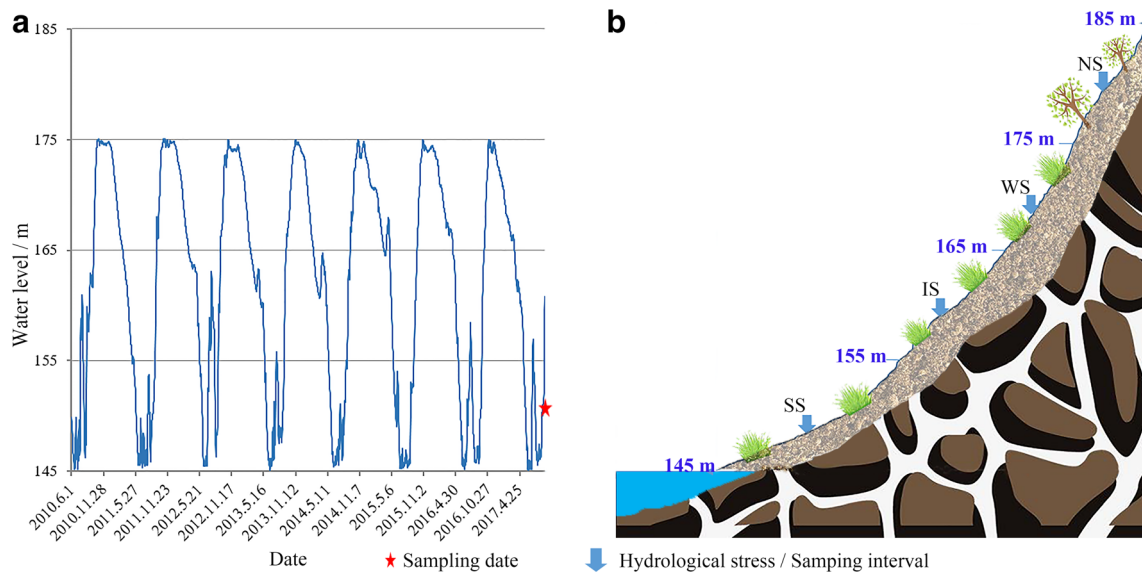 a
b
185
175
165
155
145
Water level / m
2010.6.1
2010.11.28
2011.5.27
2011.11.23
2012.5.21
2012.11.17
2013.5.16
2013.11.12
2014.5.11
2014.11.7
2015.5.6
2015.11.2
2016.4.30
2016.10.27
2017.4.25
Date
Sampling date
185 m
NS
175 m
WS
165 m
IS
155 m
SS
145 m
Hydrological stress / Samping interval